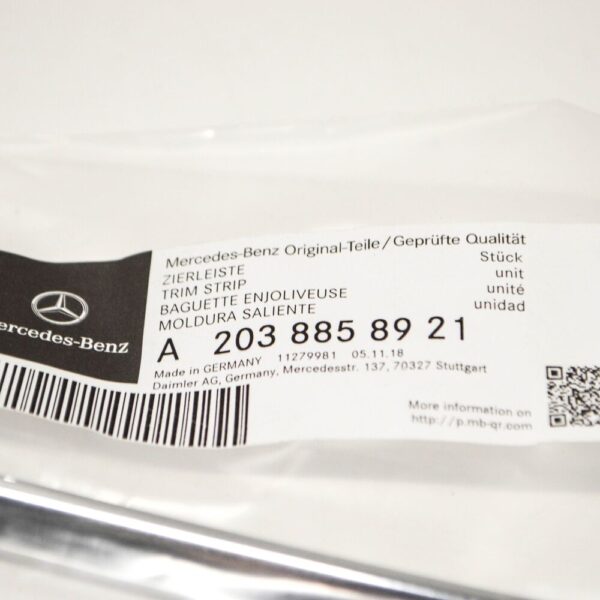 Mercedes-Benz Original-Teile/Geprüfte Qualität
ZIERLEISTE Stück
TRIM STRIP unit
BAGUETTE ENJOLIVEUSE unité
MOLDURA SALIENTE unidad
ercedes-Benz
A 203 885 89 21
Made in GERMANY 11279981 05.11.18
Daimler AG, Germany, Mercedesstr. 137, 70327 Stuttgart
More information on
http://p.mb-qr.com